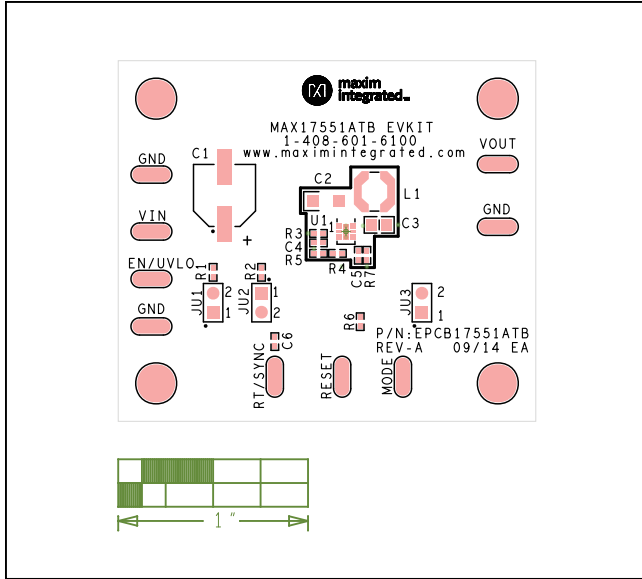 maxim
integrated™
MAX17551ATB EVKIT
1-408-601-6100
www.maximintegrated.com
C1
GND
VIN
EN/UVLO
GND
VOUT
GND
C2
L1
U1
1
C3
R3
C4
R5
R4
C5
R7
+
R1
R2
JU1
2
1
JU2
1
2
JU3
2
1
C6
R6
P/N:EPCB17551ATB
REV-A 09/14 EA
RT/SYNC
RESET
MODE
1"